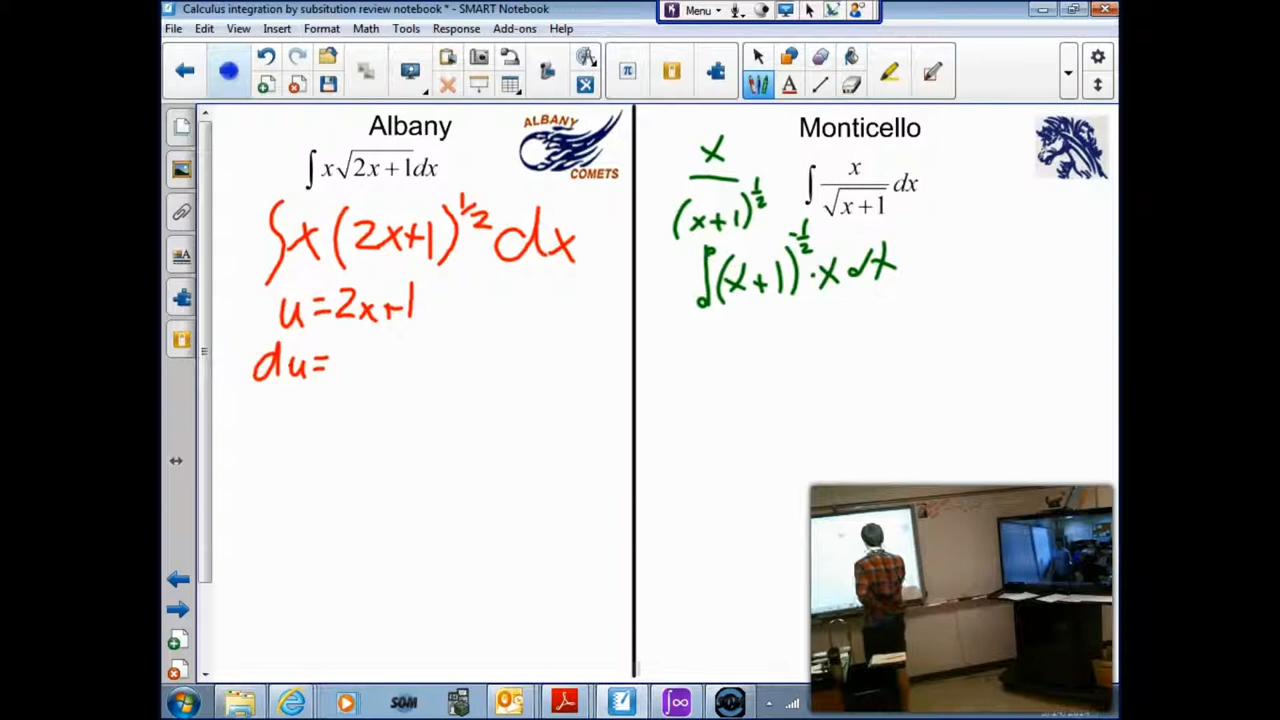 Calculus integration by subsitution review notebook * - SMART Notebook
Menu
File Edit View Insert Format Math Tools Response Add-ons Help
Albany
ALBANY
COMETS
∫ x√(2x+1) dx
∫x(2x+1)^½ dx
u=2x+1
du=
Monticello
∫ x/√(x+1) dx
x/(x+1)^½
∫(x+1)^-½ · x dx
SOM